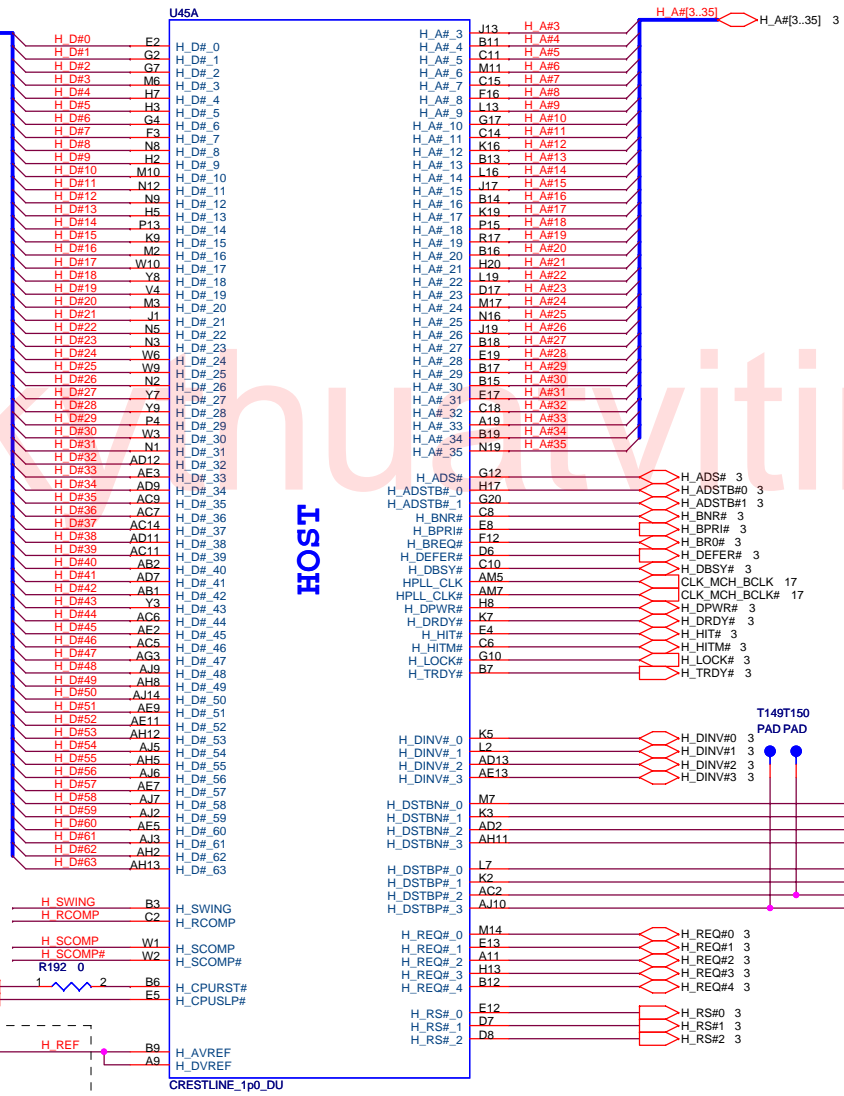 U45A
H_D#0 E2 H_D#_0
H_D#1 G2 H_D#_1
H_D#2 G7 H_D#_2
H_D#3 M6 H_D#_3
H_D#4 H7 H_D#_4
H_D#5 H3 H_D#_5
H_D#6 G4 H_D#_6
H_D#7 F3 H_D#_7
H_D#8 N8 H_D#_8
H_D#9 H2 H_D#_9
H_D#10 M10 H_D#_10
H_D#11 N12 H_D#_11
H_D#12 N9 H_D#_12
H_D#13 H5 H_D#_13
H_D#14 P13 H_D#_14
H_D#15 K9 H_D#_15
H_D#16 M2 H_D#_16
H_D#17 W10 H_D#_17
H_D#18 Y8 H_D#_18
H_D#19 V4 H_D#_19
H_D#20 M3 H_D#_20
H_D#21 J1 H_D#_21
H_D#22 N5 H_D#_22
H_D#23 N3 H_D#_23
H_D#24 W6 H_D#_24
H_D#25 W9 H_D#_25
H_D#26 N2 H_D#_26
H_D#27 Y7 H_D#_27
H_D#28 Y9 H_D#_28
H_D#29 P4 H_D#_29
H_D#30 W3 H_D#_30
H_D#31 N1 H_D#_31
H_D#32 AD12 H_D#_32
H_D#33 AE3 H_D#_33
H_D#34 AD9 H_D#_34
H_D#35 AC9 H_D#_35
H_D#36 AC7 H_D#_36
H_D#37 AC14 H_D#_37
H_D#38 AD11 H_D#_38
H_D#39 AC11 H_D#_39
H_D#40 AB2 H_D#_40
H_D#41 AD7 H_D#_41
H_D#42 AB1 H_D#_42
H_D#43 Y3 H_D#_43
H_D#44 AC6 H_D#_44
H_D#45 AE2 H_D#_45
H_D#46 AC5 H_D#_46
H_D#47 AG3 H_D#_47
H_D#48 AJ9 H_D#_48
H_D#49 AH8 H_D#_49
H_D#50 AJ14 H_D#_50
H_D#51 AE9 H_D#_51
H_D#52 AE11 H_D#_52
H_D#53 AH12 H_D#_53
H_D#54 AJ5 H_D#_54
H_D#55 AH5 H_D#_55
H_D#56 AJ6 H_D#_56
H_D#57 AE7 H_D#_57
H_D#58 AJ7 H_D#_58
H_D#59 AJ2 H_D#_59
H_D#60 AE5 H_D#_60
H_D#61 AJ3 H_D#_61
H_D#62 AH2 H_D#_62
H_D#63 AH13 H_D#_63
H_SWING B3 H_SWING
H_RCOMP C2 H_RCOMP
H_SCOMP W1 H_SCOMP
H_SCOMP# W2 H_SCOMP#
R192 0
1 2 B6 H_CPURST#
E5 H_CPUSLP#
H_REF B9 H_AVREF
A9 H_DVREF
HOST
H_A#[3..35] H_A#[3..35] 3
H_A#_3 J13 H_A#3
H_A#_4 B11 H_A#4
H_A#_5 C11 H_A#5
H_A#_6 M11 H_A#6
H_A#_7 C15 H_A#7
H_A#_8 F16 H_A#8
H_A#_9 L13 H_A#9
H_A#_10 G17 H_A#10
H_A#_11 C14 H_A#11
H_A#_12 K16 H_A#12
H_A#_13 B13 H_A#13
H_A#_14 L16 H_A#14
H_A#_15 J17 H_A#15
H_A#_16 B14 H_A#16
H_A#_17 K19 H_A#17
H_A#_18 P15 H_A#18
H_A#_19 R17 H_A#19
H_A#_20 B16 H_A#20
H_A#_21 H20 H_A#21
H_A#_22 L19 H_A#22
H_A#_23 D17 H_A#23
H_A#_24 M17 H_A#24
H_A#_25 N16 H_A#25
H_A#_26 J19 H_A#26
H_A#_27 B18 H_A#27
H_A#_28 E19 H_A#28
H_A#_29 B17 H_A#29
H_A#_30 B15 H_A#30
H_A#_31 E17 H_A#31
H_A#_32 C18 H_A#32
H_A#_33 A19 H_A#33
H_A#_34 B19 H_A#34
H_A#_35 N19 H_A#35
H_ADS# G12 H_ADS# 3
H_ADSTB#_0 H17 H_ADSTB#0 3
H_ADSTB#_1 G20 H_ADSTB#1 3
H_BNR# C8 H_BNR# 3
H_BPRI# E8 H_BPRI# 3
H_BREQ# F12 H_BR0# 3
H_DEFER# D6 H_DEFER# 3
H_DBSY# C10 H_DBSY# 3
HPLL_CLK AM5 CLK_MCH_BCLK 17
HPLL_CLK# AM7 CLK_MCH_BCLK# 17
H_DPWR# H8 H_DPWR# 3
H_DRDY# K7 H_DRDY# 3
H_HIT# E4 H_HIT# 3
H_HITM# C6 H_HITM# 3
H_LOCK# G10 H_LOCK# 3
H_TRDY# B7 H_TRDY# 3
T149 T150
PAD PAD
H_DINV#_0 K5 H_DINV#0 3
H_DINV#_1 L2 H_DINV#1 3
H_DINV#_2 AD13 H_DINV#2 3
H_DINV#_3 AE13 H_DINV#3 3
H_DSTBN#_0 M7
H_DSTBN#_1 K3
H_DSTBN#_2 AD2
H_DSTBN#_3 AH11
H_DSTBP#_0 L7
H_DSTBP#_1 K2
H_DSTBP#_2 AC2
H_DSTBP#_3 AJ10
H_REQ#_0 M14 H_REQ#0 3
H_REQ#_1 E13 H_REQ#1 3
H_REQ#_2 A11 H_REQ#2 3
H_REQ#_3 H13 H_REQ#3 3
H_REQ#_4 B12 H_REQ#4 3
H_RS#_0 E12 H_RS#0 3
H_RS#_1 D7 H_RS#1 3
H_RS#_2 D8 H_RS#2 3
CRESTLINE_1p0_DU
kythuatviti